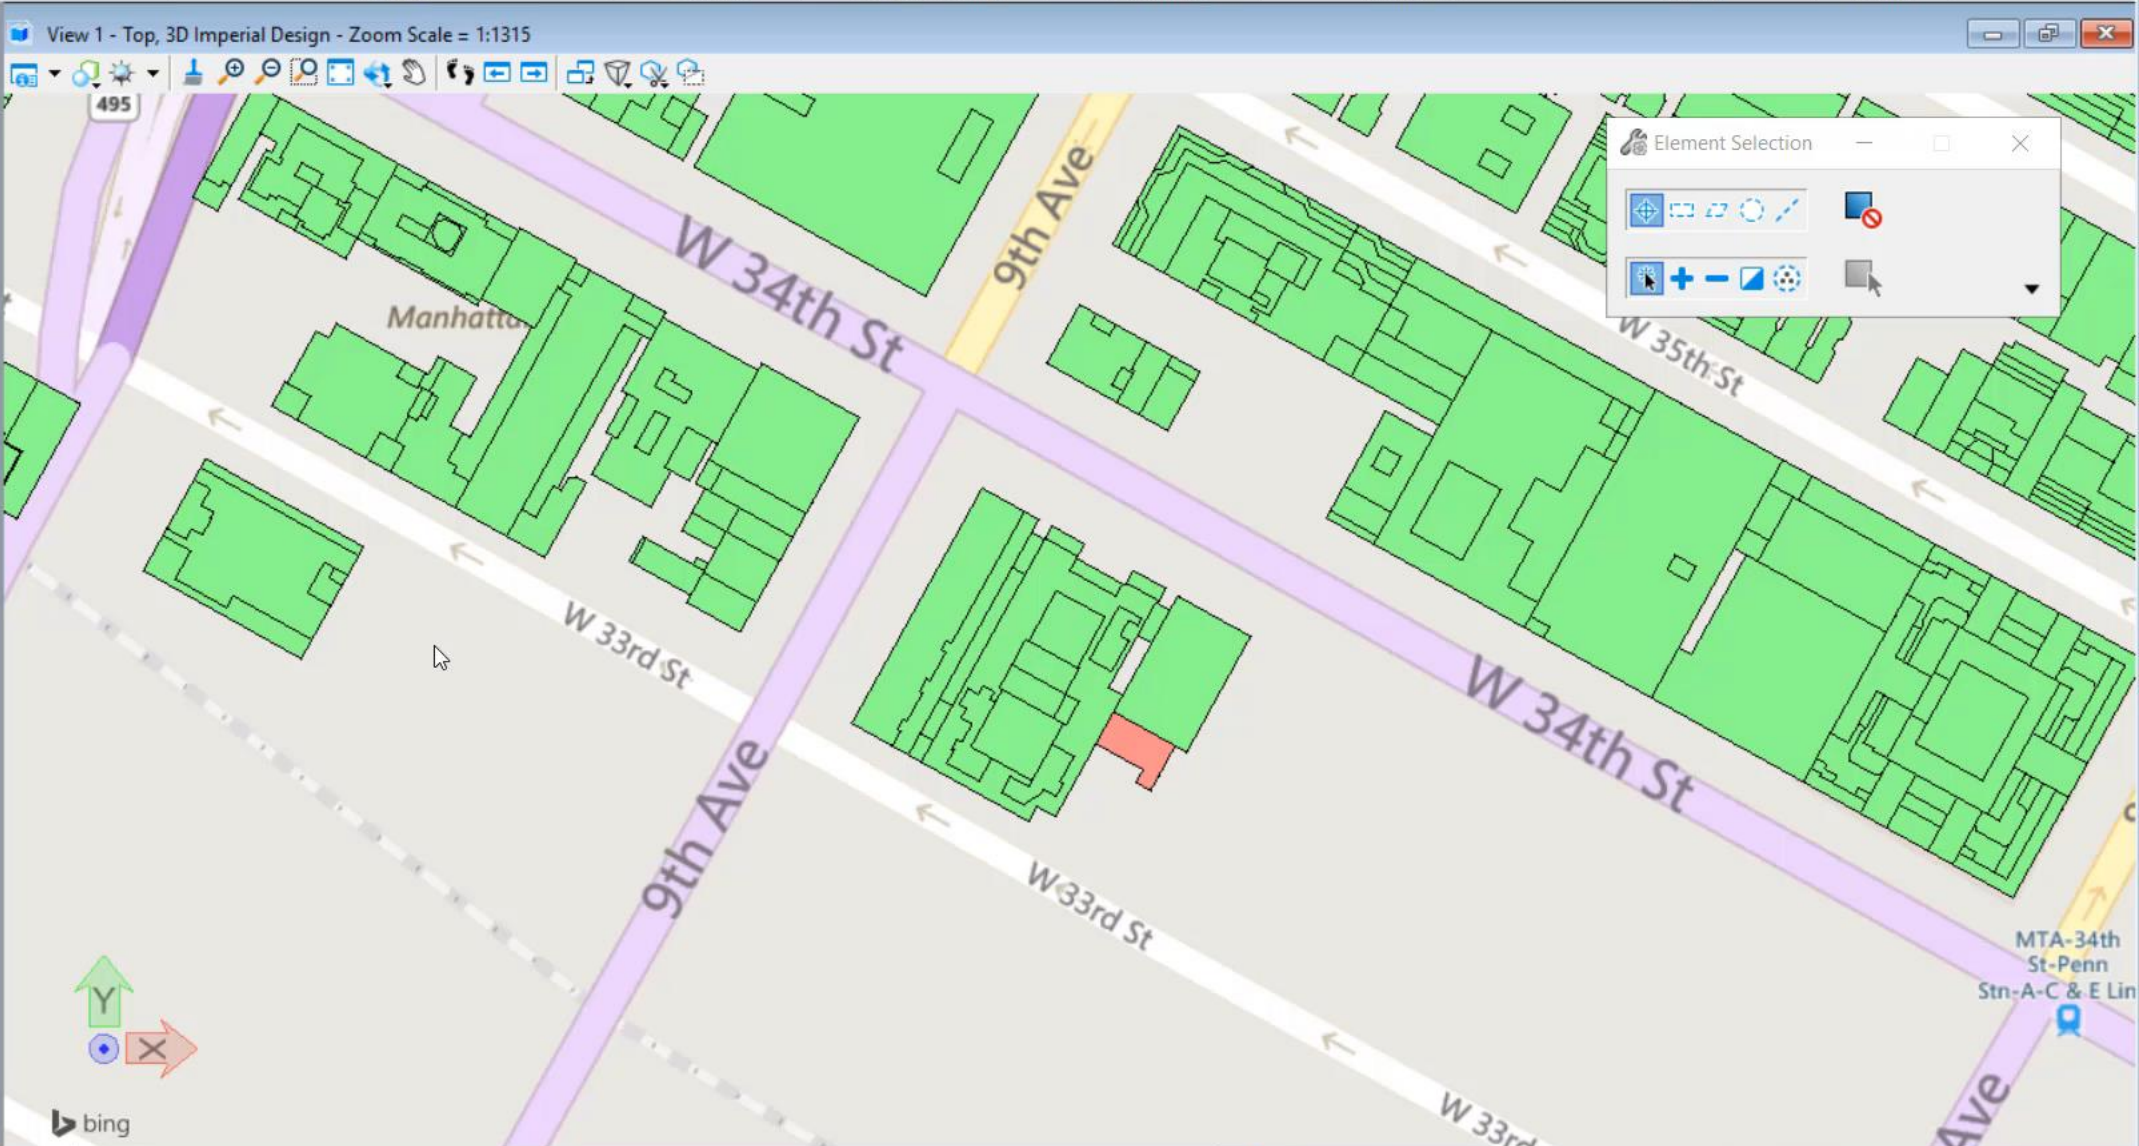 View 1 - Top, 3D Imperial Design - Zoom Scale = 1:1315
495
Element Selection
9th Ave
W 34th St
Manhatta
W 35th St
W 33rd St
9th Ave
W 34th St
W 33rd St
MTA-34th
St-Penn
Stn-A-C & E Lin
Y
X
W 33rd
Ave
bing